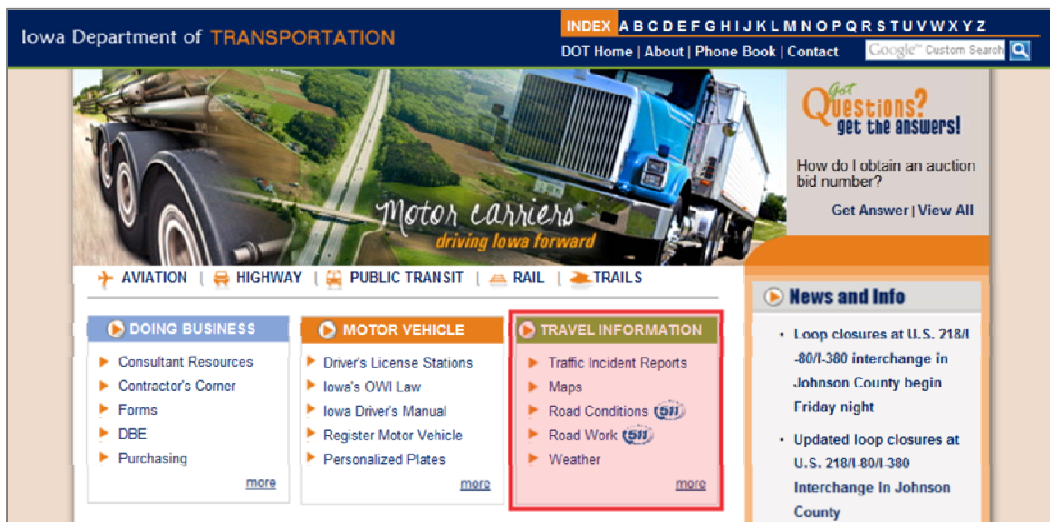 Iowa Department of TRANSPORTATION
INDEX A B C D E F G H I J K L M N O P Q R S T U V W X Y Z
DOT Home | About | Phone Book | Contact
Google™ Custom Search
Motor carriers
driving Iowa forward
Got
Questions?
get the answers!
How do I obtain an auction
bid number?
Get Answer | View All
AVIATION | HIGHWAY | PUBLIC TRANSIT | RAIL | TRAILS
DOING BUSINESS
Consultant Resources
Contractor's Corner
Forms
DBE
Purchasing
more
MOTOR VEHICLE
Driver's License Stations
Iowa's OWI Law
Iowa Driver's Manual
Register Motor Vehicle
Personalized Plates
more
TRAVEL INFORMATION
Traffic Incident Reports
Maps
Road Conditions 511
Road Work 511
Weather
more
News and Info
• Loop closures at U.S. 218/I
-80/I-380 interchange in
Johnson County begin
Friday night
• Updated loop closures at
U.S. 218/I-80/I-380
Interchange In Johnson
County